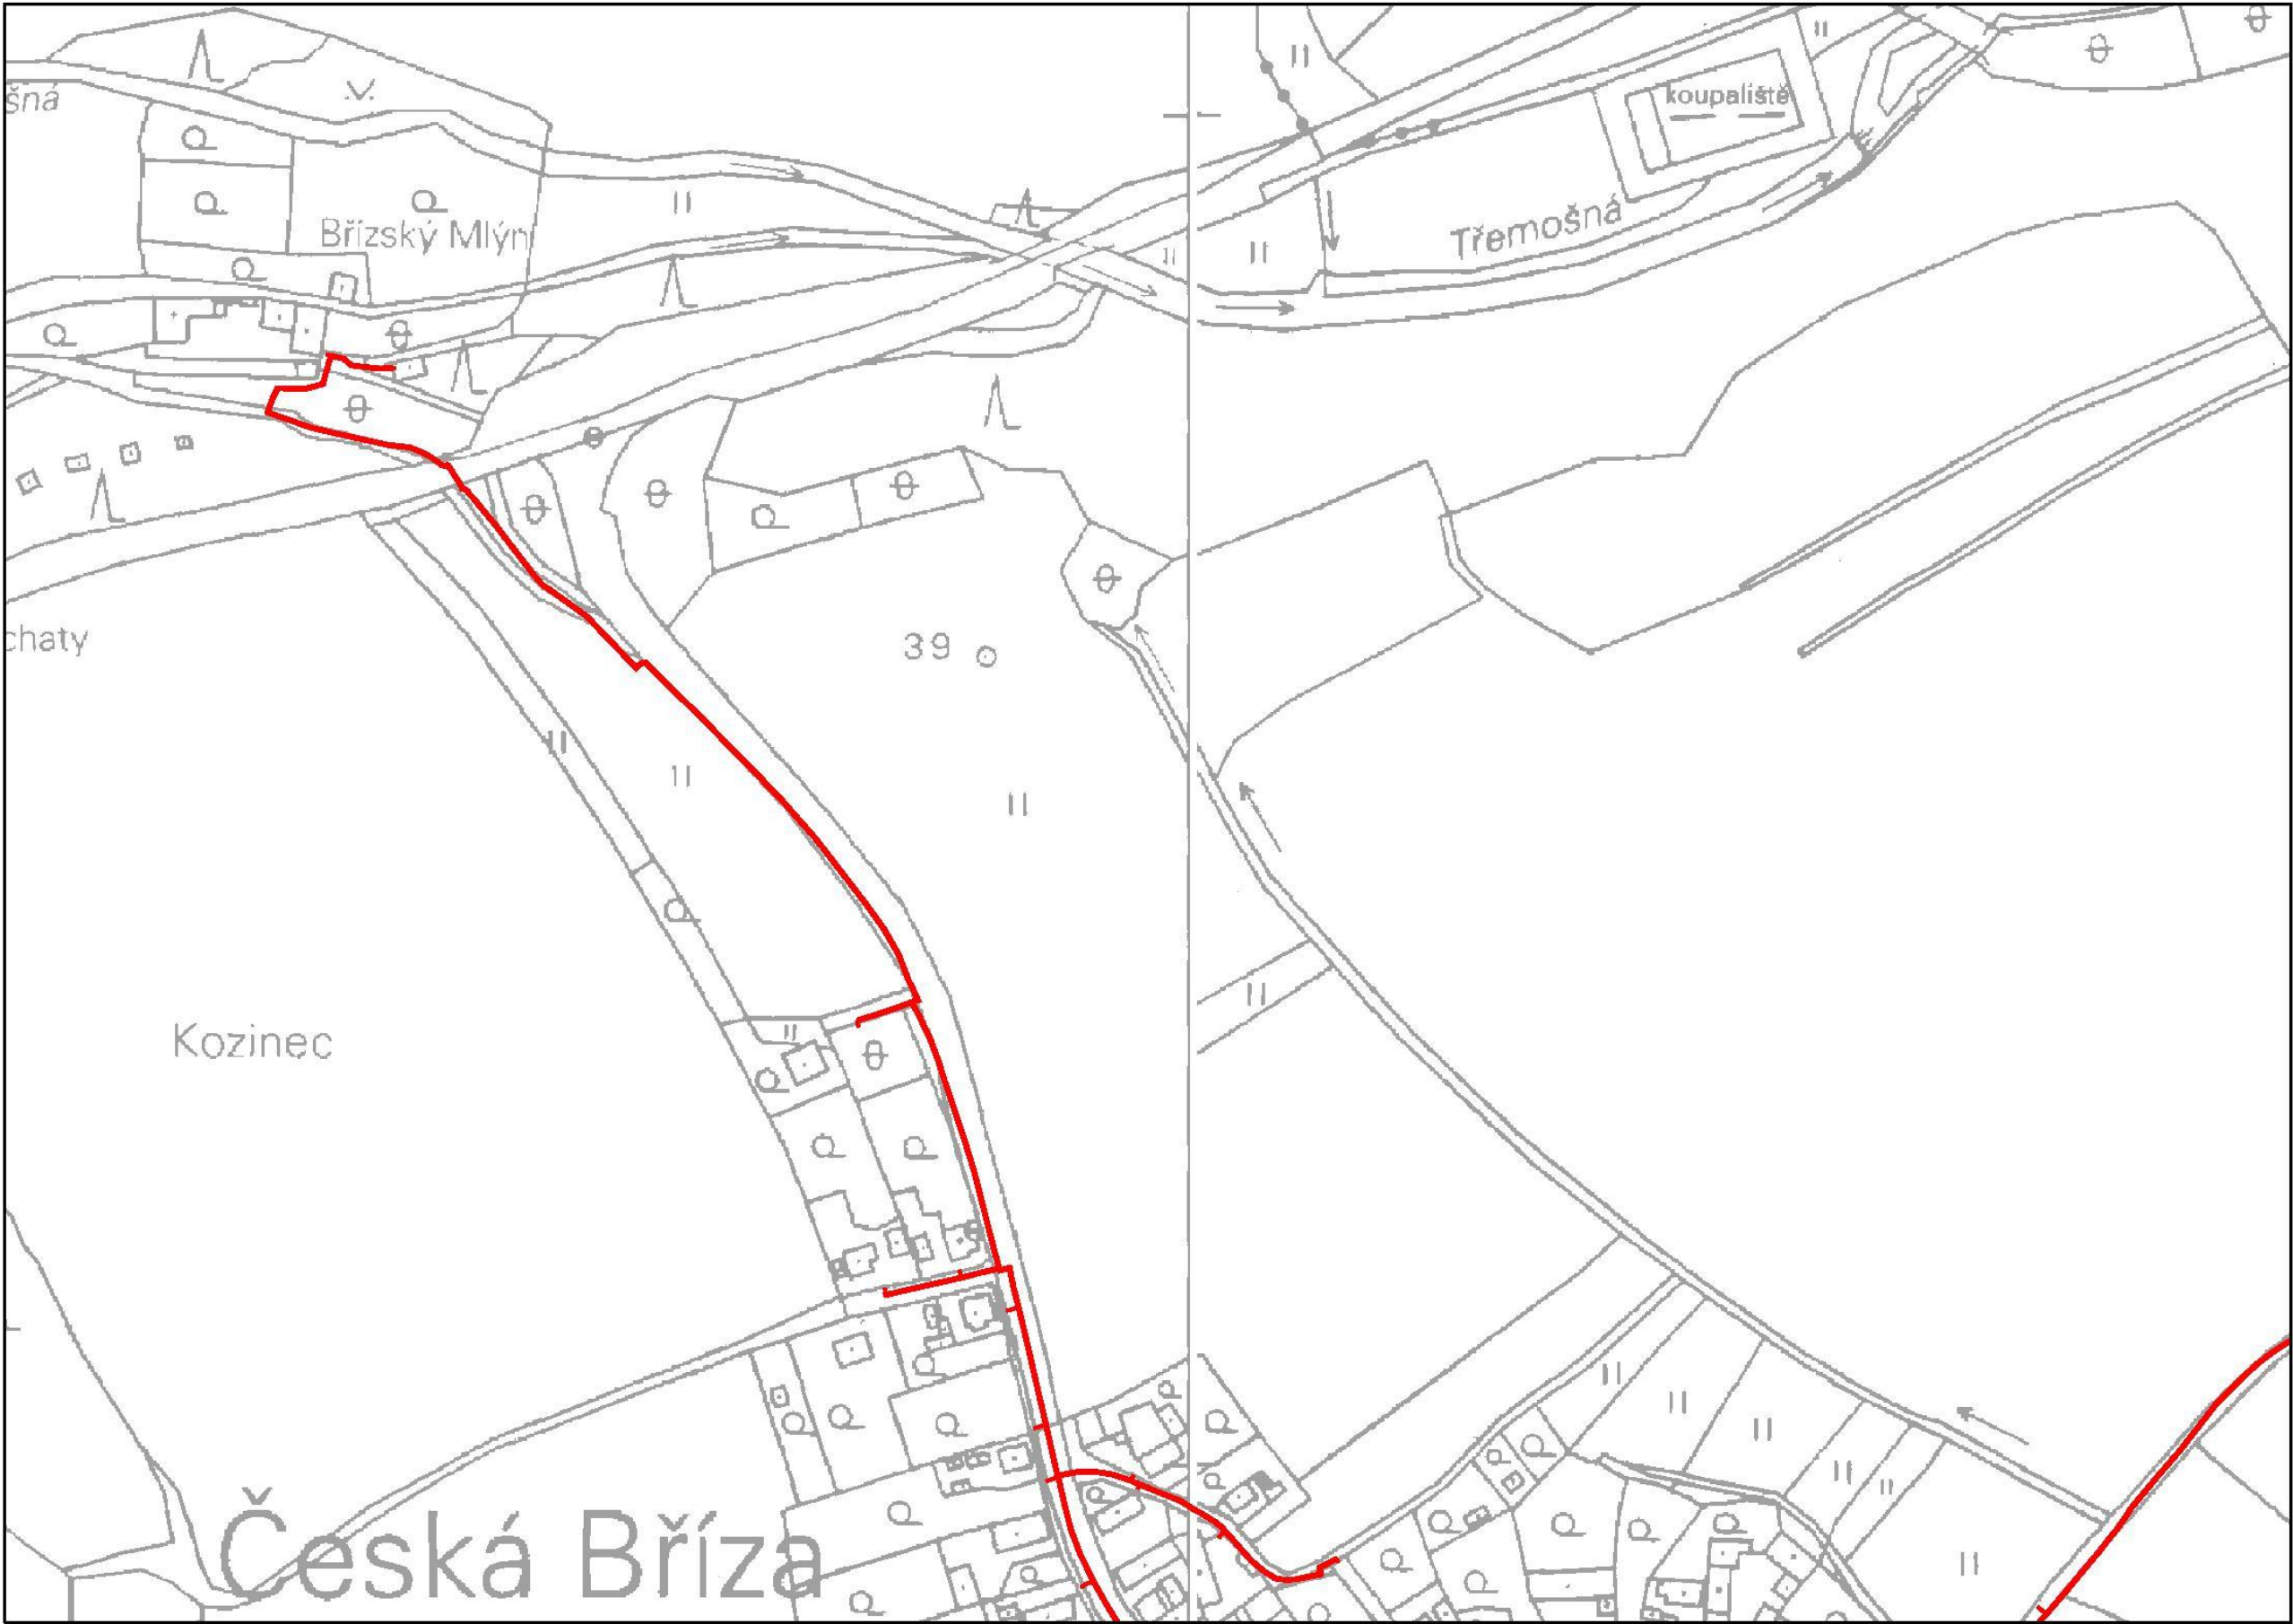 koupaliště
šná
Třemošná
Břízský Mlýn
chaty
39
Kozinec
Česká Bříza